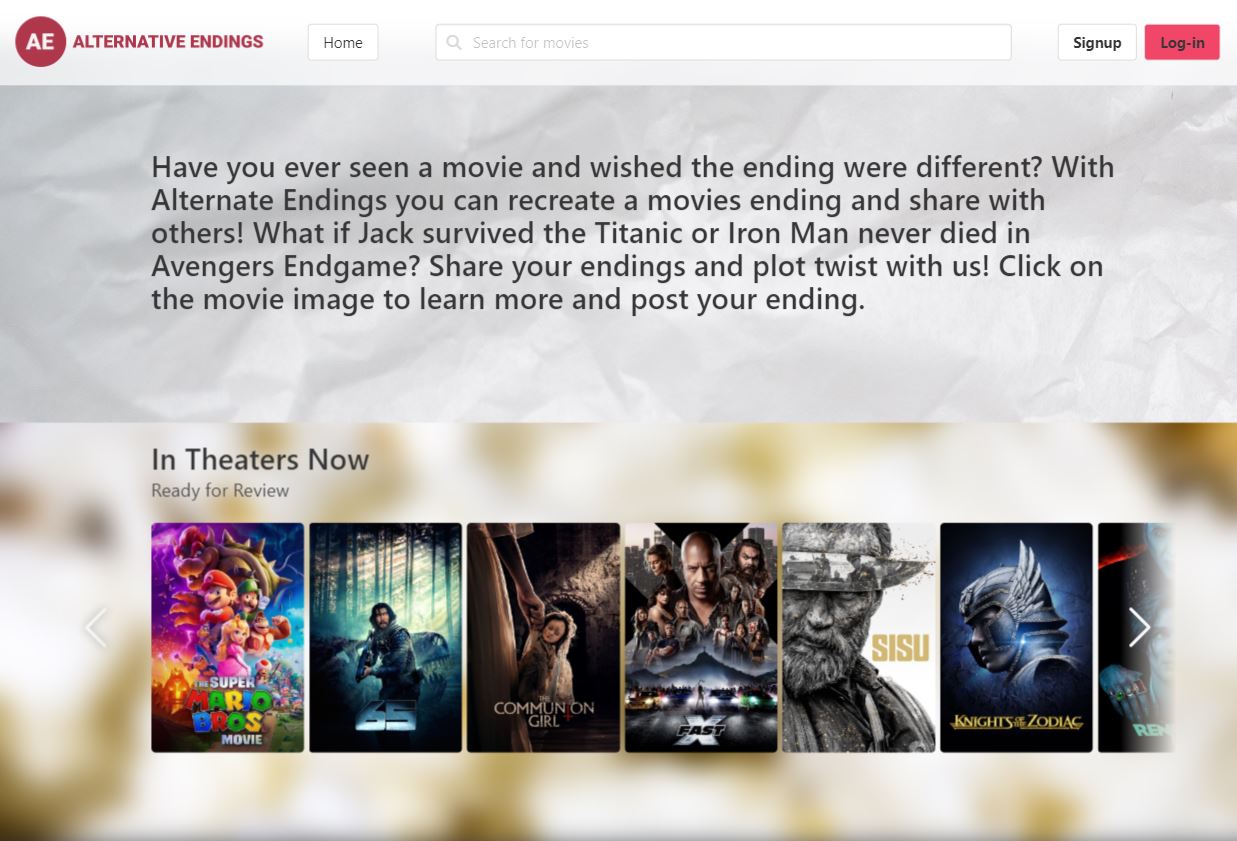 AE ALTERNATIVE ENDINGS
Home
Search for movies
Signup
Log-in
Have you ever seen a movie and wished the ending were different? With
Alternate Endings you can recreate a movies ending and share with
others! What if Jack survived the Titanic or Iron Man never died in
Avengers Endgame? Share your endings and plot twist with us! Click on
the movie image to learn more and post your ending.
In Theaters Now
Ready for Review
THE SUPER
MARIO
BROS.
MOVIE
65
THE
COMMUNION
GIRL
FAST
X
SISU
KNIGHTS OF THE ZODIAC
REN